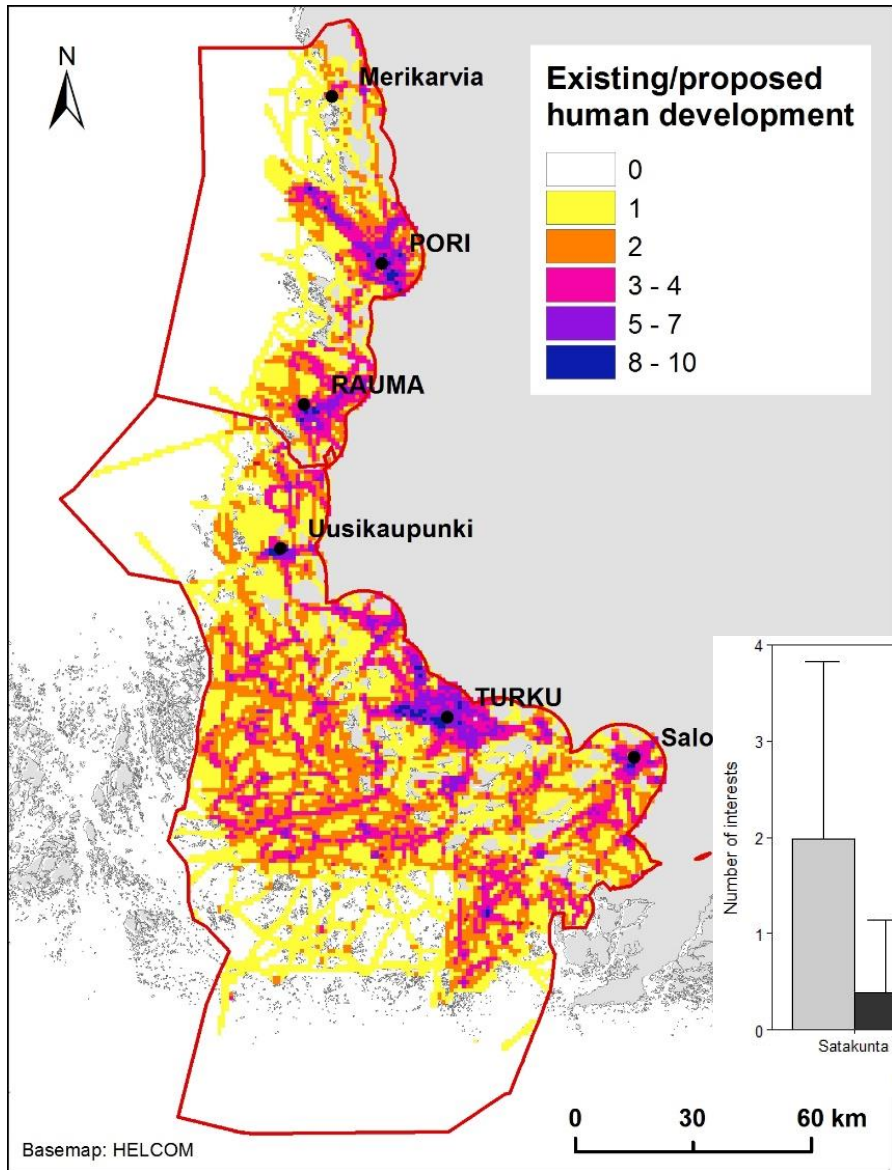 N
Merikarvia
PORI
RAUMA
Uusikaupunki
TURKU
Salo
Existing/proposed
human development
0
1
2
3 - 4
5 - 7
8 - 10
Number of interests
4
3
2
1
0
Satakunta
0 30 60 km
Basemap: HELCOM